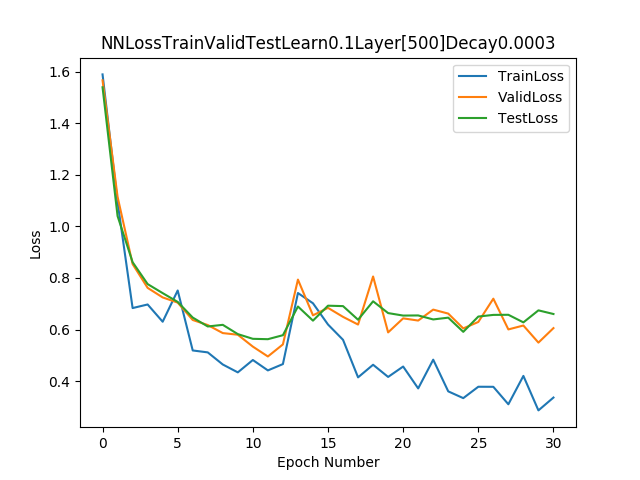 NNLossTrainValidTestLearn0.1Layer[500]Decay0.0003
TrainLoss
ValidLoss
TestLoss
Loss
1.6
1.4
1.2
1.0
0.8
0.6
0.4
0 5 10 15 20 25 30
Epoch Number